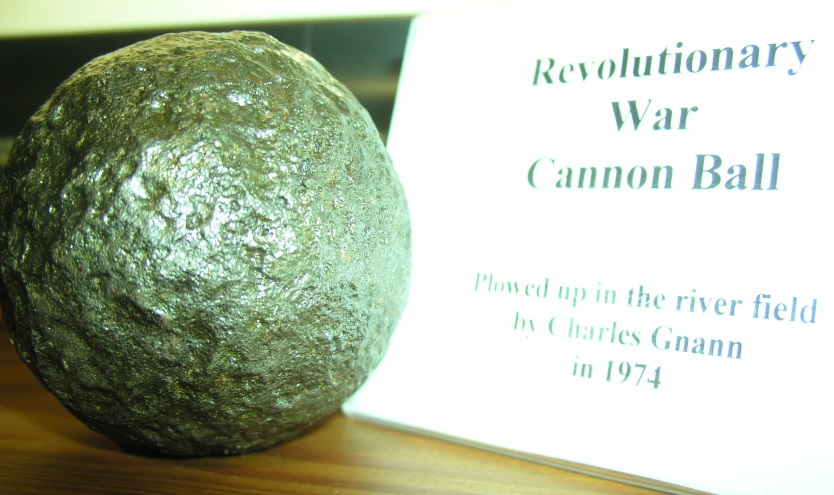 Revolutionary
War
Cannon Ball
Plowed up in the river field
by Charles Gnann
in 1974